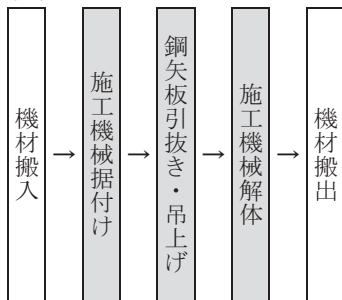 機材搬入
→
施工機械据付け
→
鋼矢板引抜き・吊上げ
→
施工機械解体
→
機材搬出